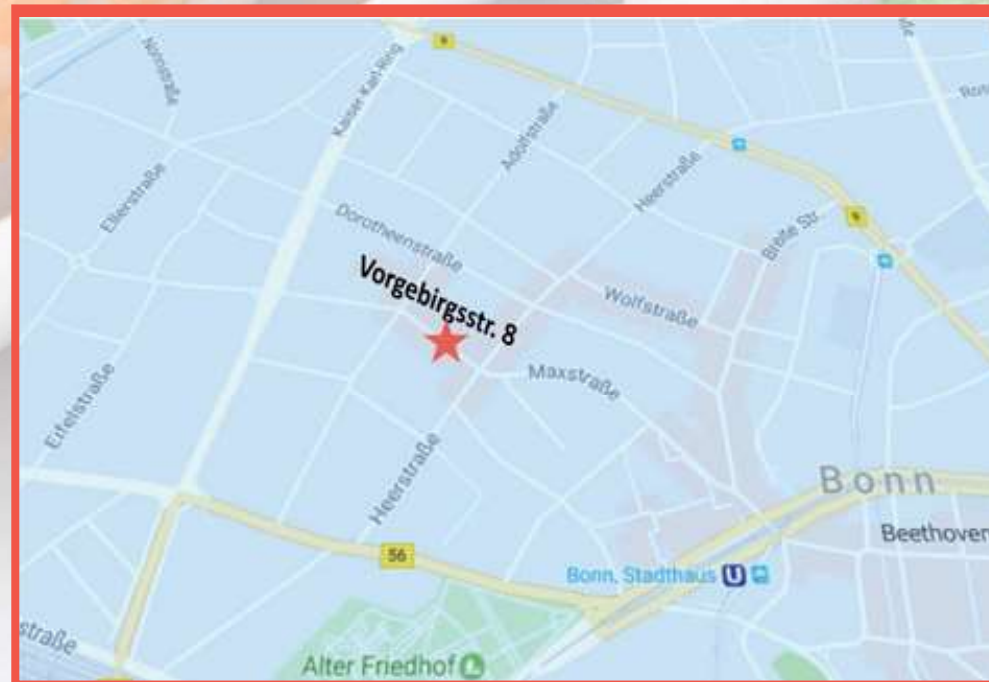 9
Nornstraße
Kaiser-Karl-Ring
Adolfstraße
Heerstraße
Ellerstraße
Dorotheenstraße
Breite Str.
9
Vorgebirgsstr. 8
Wolfstraße
Maxstraße
Eifelstraße
Heerstraße
Bonn
Beethoven
56
Bonn, Stadthaus U
straße
Alter Friedhof